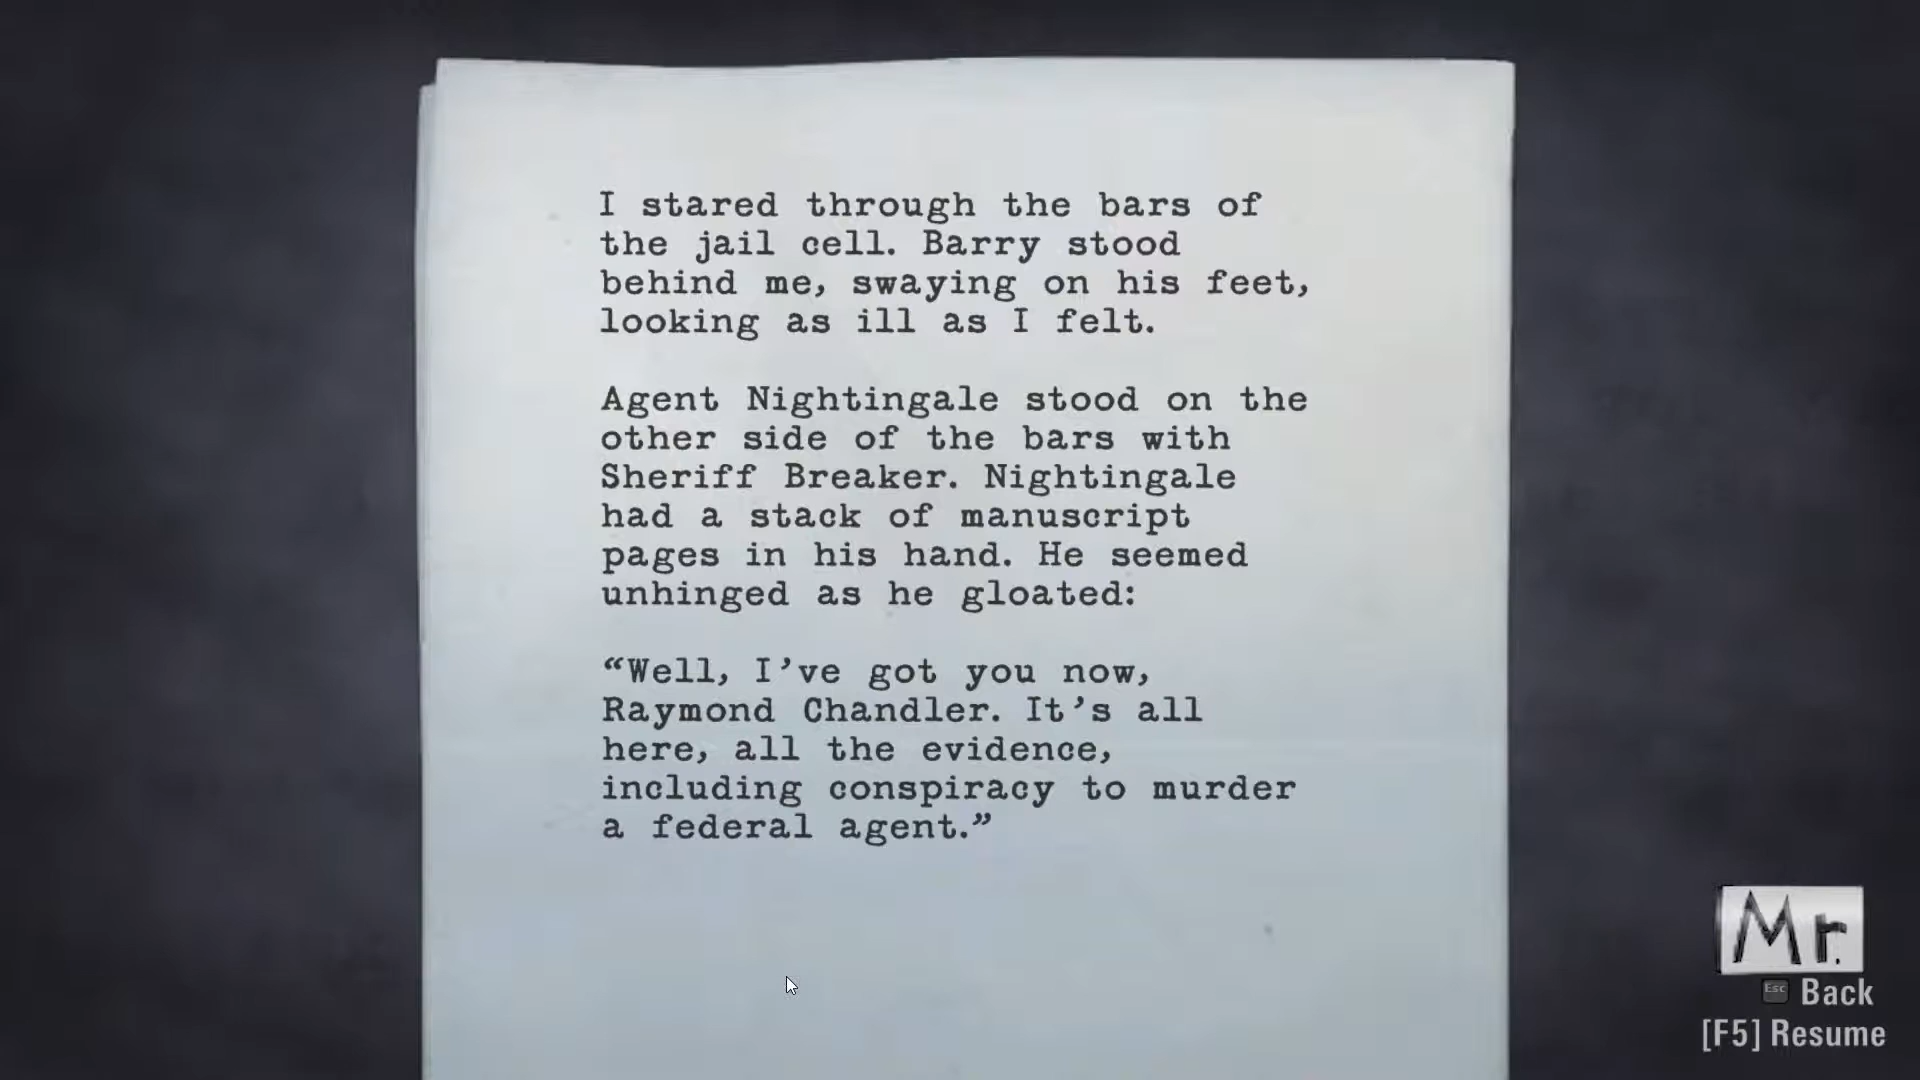 I stared through the bars of
the jail cell. Barry stood
behind me, swaying on his feet,
looking as ill as I felt.
Agent Nightingale stood on the
other side of the bars with
Sheriff Breaker. Nightingale
had a stack of manuscript
pages in his hand. He seemed
unhinged as he gloated:
“Well, I’ve got you now,
Raymond Chandler. It’s all
here, all the evidence,
including conspiracy to murder
a federal agent.”
Mr.
Esc Back
[F5] Resume